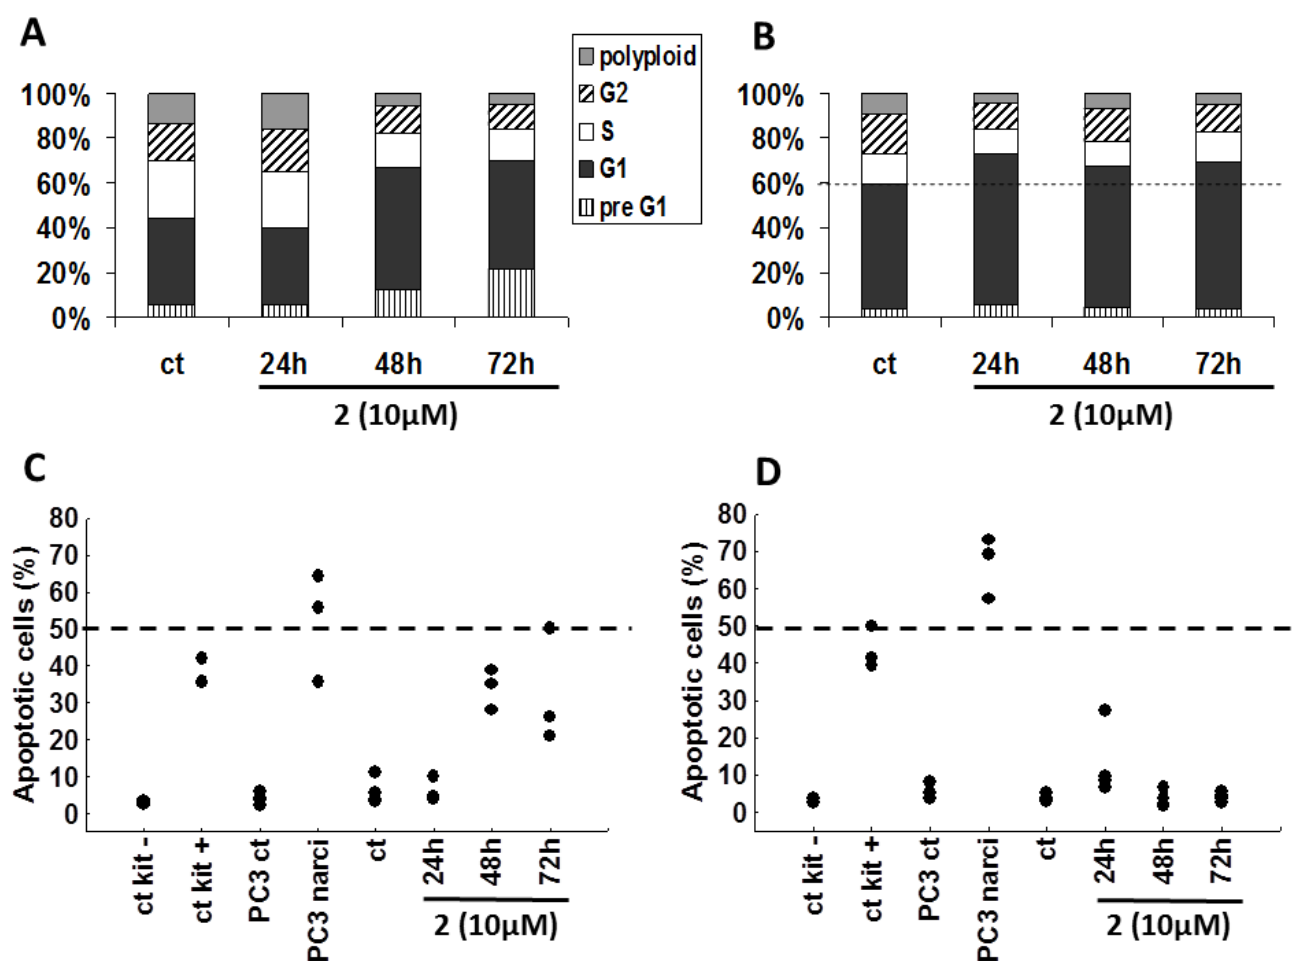 A
polyploid
G2
S
G1
pre G1
100%
80%
60%
40%
20%
0%
ct
24h
48h
72h
2 (10µM)
B
100%
80%
60%
40%
20%
0%
ct
24h
48h
72h
2 (10µM)
C
Apoptotic cells (%)
80
70
60
50
40
30
20
10
0
ct kit -
ct kit +
PC3 ct
PC3 narci
ct
24h
48h
72h
2 (10µM)
D
Apoptotic cells (%)
80
70
60
50
40
30
20
10
0
ct kit -
ct kit +
PC3 ct
PC3 narci
ct
24h
48h
72h
2 (10µM)